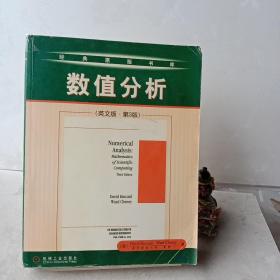 经典原版书库
数值分析
(英文版·第3版)
Numerical
Analysis:
Mathematics
of Scientific
Computing
Third Edition
David Kincaid
Ward Cheney
机械工业出版社